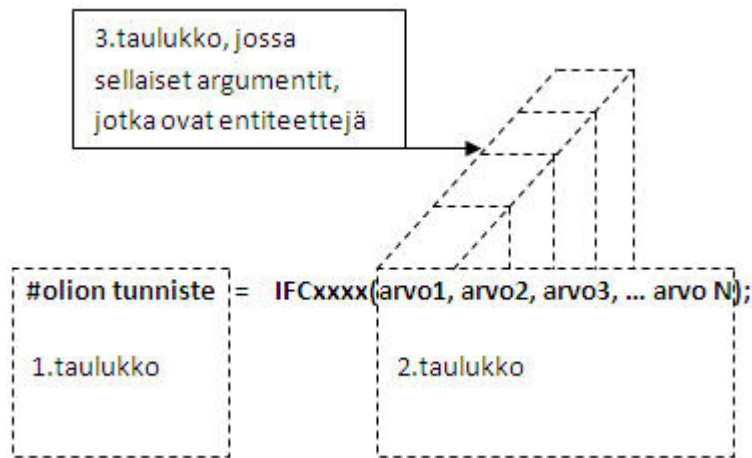 3.taulukko, jossa
sellaiset argumentit,
jotka ovat entiteettejä
#olion tunniste = IFCxxxx(arvo1, arvo2, arvo3, ... arvo N);
1.taulukko 2.taulukko